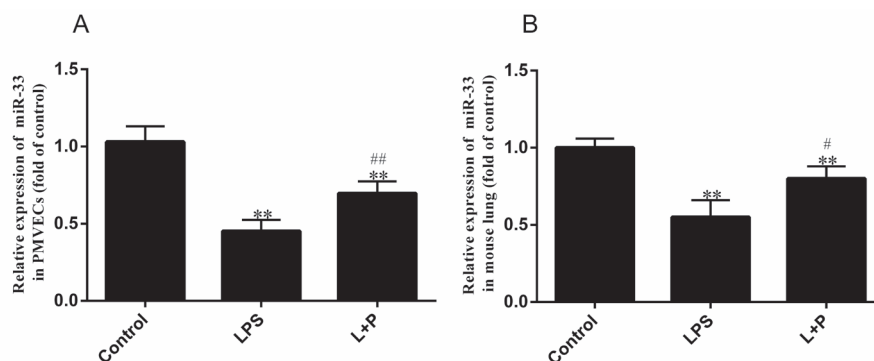 A
Relative expression of miR-33
in PMVECs (fold of control)
1.5
1.0
0.5
0.0
**
##
**
Control
LPS
L+P
B
Relative expression of miR-33
in mouse lung (fold of control)
1.5
1.0
0.5
0.0
**
#
**
Control
LPS
L+P